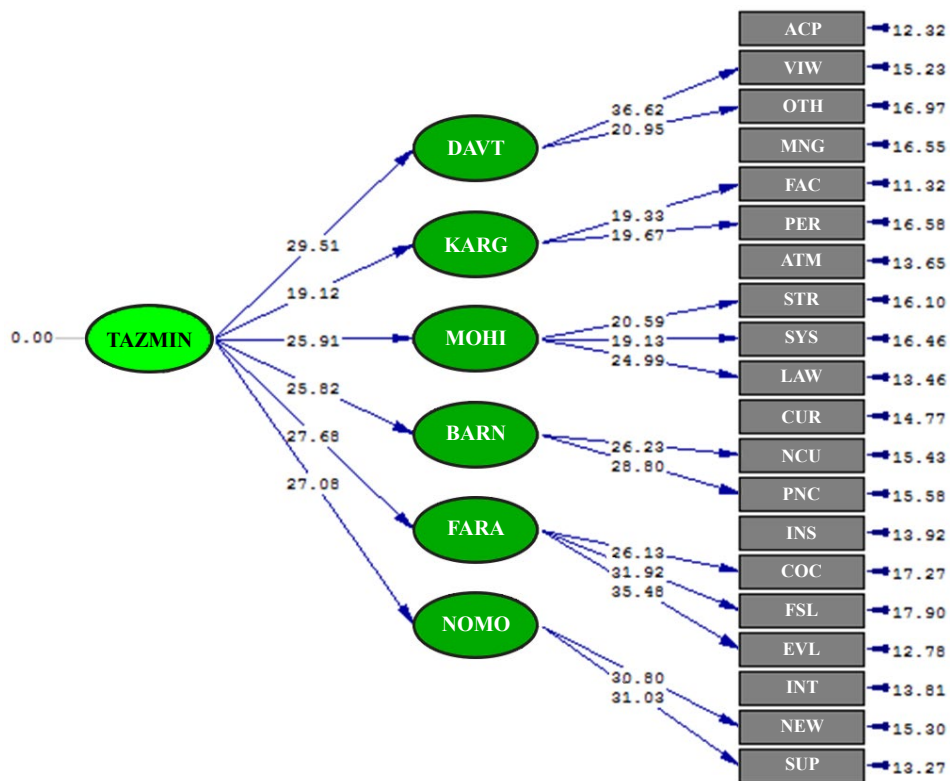 ACP 12.32
VIW 15.23
36.62
OTH 16.97
20.95
DAVT
MNG 16.55
FAC 11.32
19.33
PER 16.58
19.67
29.51
KARG
ATM 13.65
19.12
STR 16.10
20.59
0.00 TAZMIN 25.91 MOHI 19.13 SYS 16.46
24.99
LAW 13.46
25.82
CUR 14.77
BARN
27.68
26.23
NCU 15.43
28.80
27.08
PNC 15.58
FARA
INS 13.92
26.13
COC 17.27
31.92
35.48
FSL 17.90
NOMO
EVL 12.78
30.80
INT 13.81
31.03
NEW 15.30
SUP 13.27